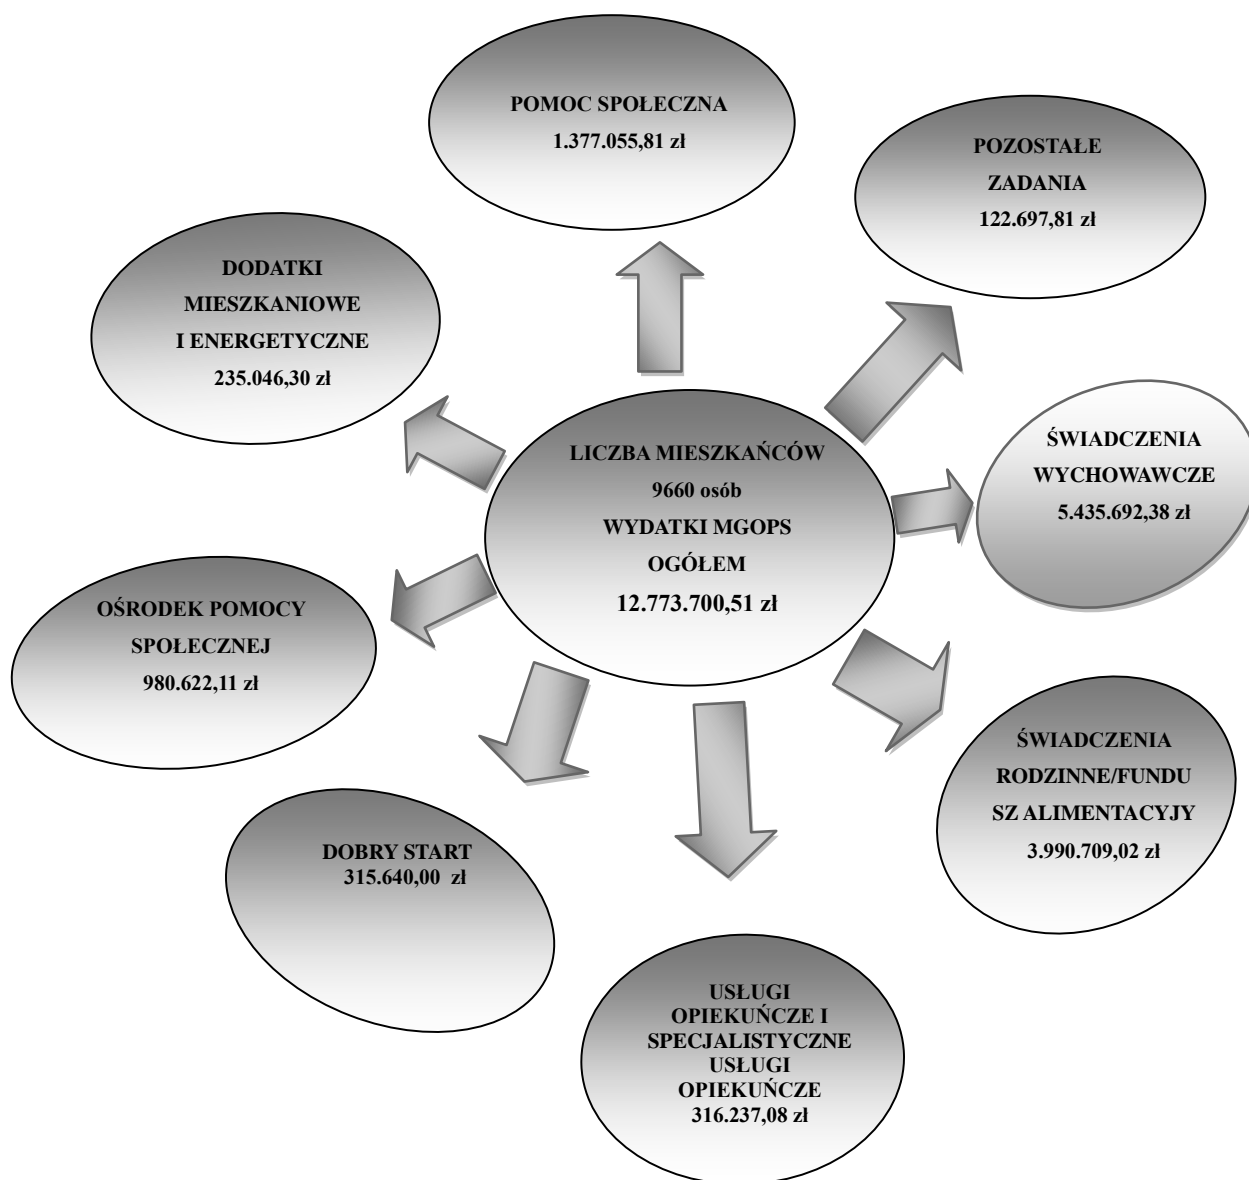 POMOC SPOŁECZNA
1.377.055,81 zł
POZOSTAŁE
ZADANIA
122.697,81 zł
DODATKI
MIESZKANIOWE
I ENERGETYCZNE
235.046,30 zł
LICZBA MIESZKAŃCÓW
9660 osób
WYDATKI MGOPS
OGÓŁEM
12.773.700,51 zł
ŚWIADCZENIA
WYCHOWAWCZE
5.435.692,38 zł
OŚRODEK POMOCY
SPOŁECZNEJ
980.622,11 zł
ŚWIADCZENIA
RODZINNE/FUNDU
SZ ALIMENTACYJY
3.990.709,02 zł
DOBRY START
315.640,00 zł
USŁUGI
OPIEKUŃCZE I
SPECJALISTYCZNE
USŁUGI
OPIEKUŃCZE
316.237,08 zł